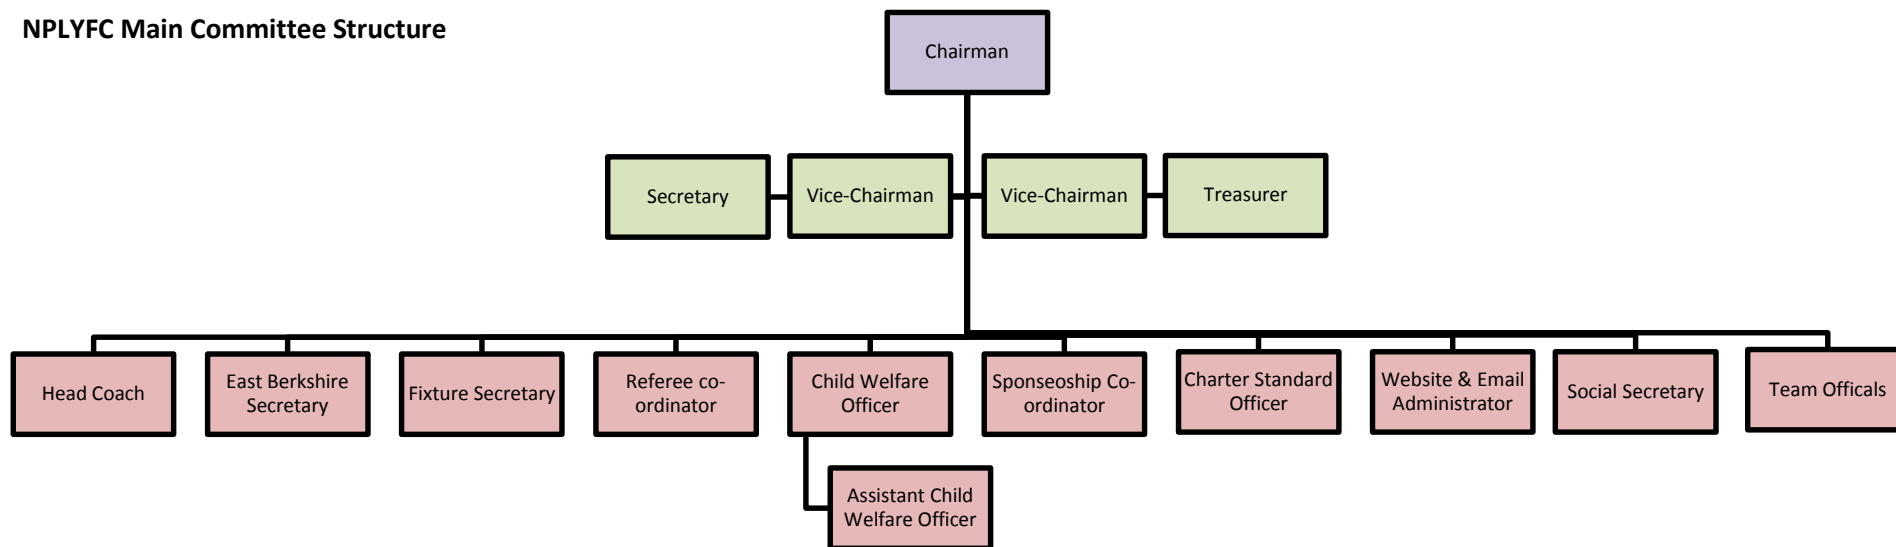 NPLYFC Main Committee Structure
Chairman
Secretary
Vice-Chairman
Vice-Chairman
Treasurer
Head Coach
East Berkshire
Secretary
Fixture Secretary
Referee co-
ordinator
Child Welfare
Officer
Sponseoship Co-
ordinator
Charter Standard
Officer
Website & Email
Administrator
Social Secretary
Team Officals
Assistant Child
Welfare Officer